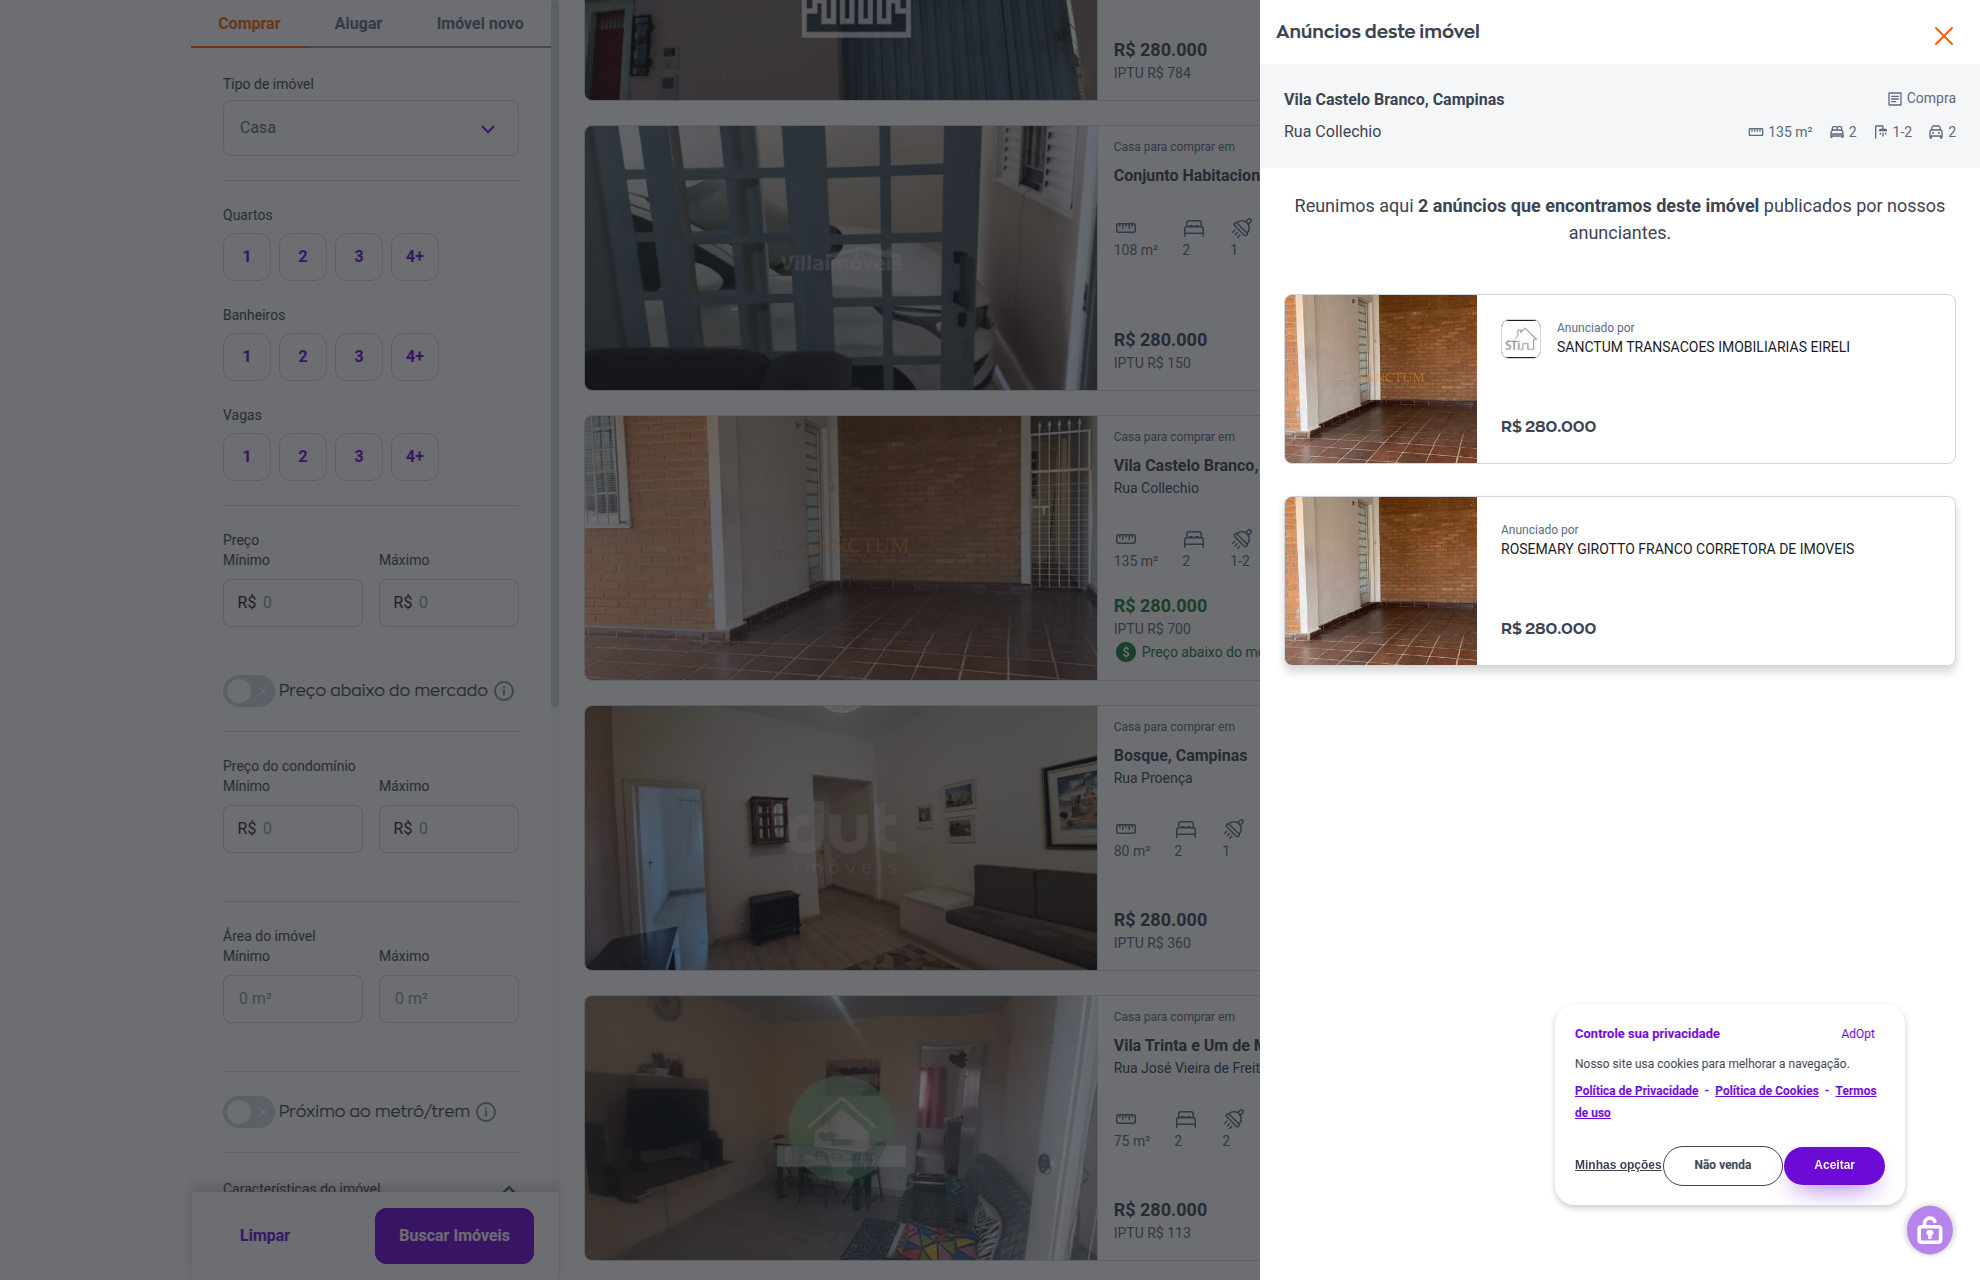 Comprar
Alugar
Imóvel novo
Tipo de imóvel
Casa
Quartos
1
2
3
4+
Banheiros
1
2
3
4+
Vagas
1
2
3
4+
Preço
Mínimo
Máximo
R$ 0
R$ 0
Preço abaixo do mercado
Preço do condomínio
Mínimo
Máximo
R$ 0
R$ 0
Área do imóvel
Mínimo
Máximo
0 m²
0 m²
Próximo ao metrô/trem
Características do imóvel
Limpar
Buscar Imóveis
R$ 280.000
IPTU R$ 784
Villaimóveis
Casa para comprar em
Conjunto Habitacion
108 m²
2
1
R$ 280.000
IPTU R$ 150
SANCTUM
Casa para comprar em
Vila Castelo Branco,
Rua Collechio
135 m²
2
1-2
R$ 280.000
IPTU R$ 700
Preço abaixo do me
dut
imóveis
Casa para comprar em
Bosque, Campinas
Rua Proença
80 m²
2
1
R$ 280.000
IPTU R$ 360
Casacamp
Casa para comprar em
Vila Trinta e Um de M
Rua José Vieira de Freit
75 m²
2
2
R$ 280.000
IPTU R$ 113
Anúncios deste imóvel
Vila Castelo Branco, Campinas
Compra
Rua Collechio
135 m²
2
1-2
2
Reunimos aqui 2 anúncios que encontramos deste imóvel publicados por nossos
anunciantes.
SANCTUM
Anunciado por
SANCTUM TRANSACOES IMOBILIARIAS EIRELI
R$ 280.000
Anunciado por
ROSEMARY GIROTTO FRANCO CORRETORA DE IMOVEIS
R$ 280.000
Controle sua privacidade
AdOpt
Nosso site usa cookies para melhorar a navegação.
Política de Privacidade - Política de Cookies - Termos
de uso
Minhas opções
Não venda
Aceitar